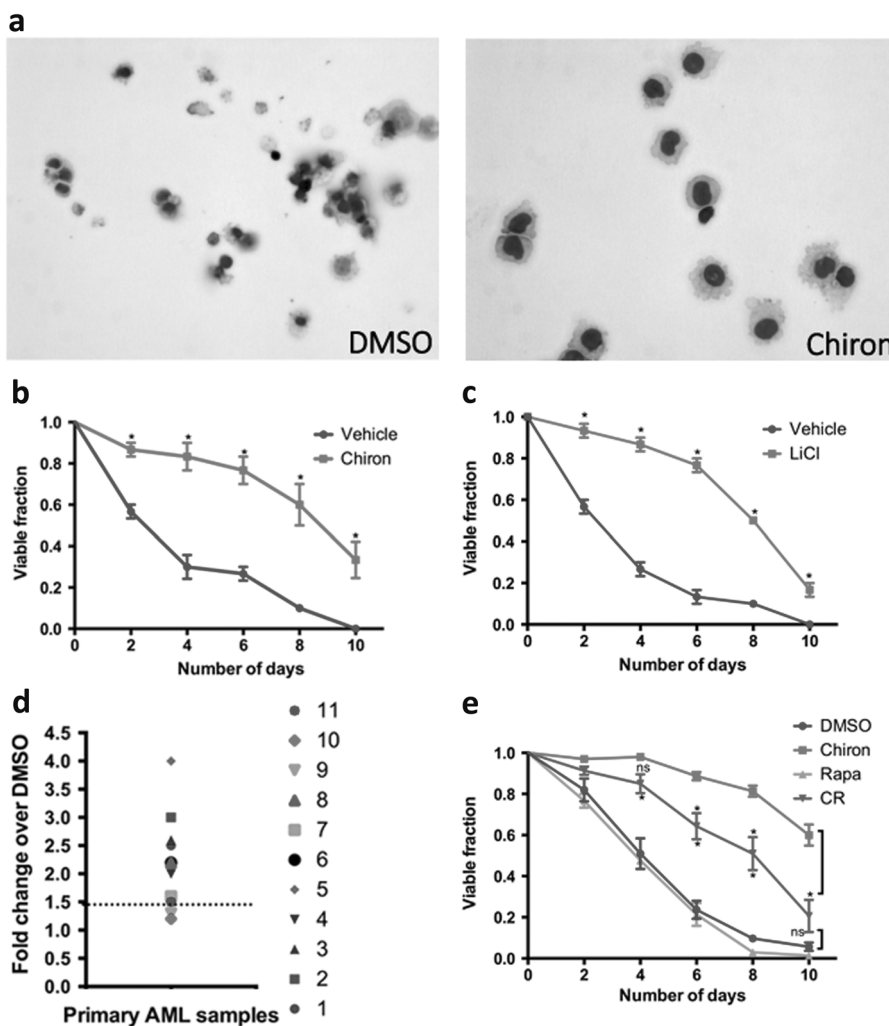 a
DMSO
Chiron
b
1.0
0.8
0.6
0.4
0.2
0.0
Viable fraction
0 2 4 6 8 10
Number of days
Vehicle
Chiron
* * * * *
c
1.0
0.8
0.6
0.4
0.2
0.0
Viable fraction
0 2 4 6 8 10
Number of days
Vehicle
LiCl
* * * * *
d
4.5
4.0
3.5
3.0
2.5
2.0
1.5
1.0
0.5
0.0
Fold change over DMSO
Primary AML samples
11
10
9
8
7
6
5
4
3
2
1
e
DMSO
Chiron
Rapa
CR
1.0
0.8
0.6
0.4
0.2
0.0
Viable fraction
ns
* * * *
* * *
ns
0 2 4 6 8 10
Number of days